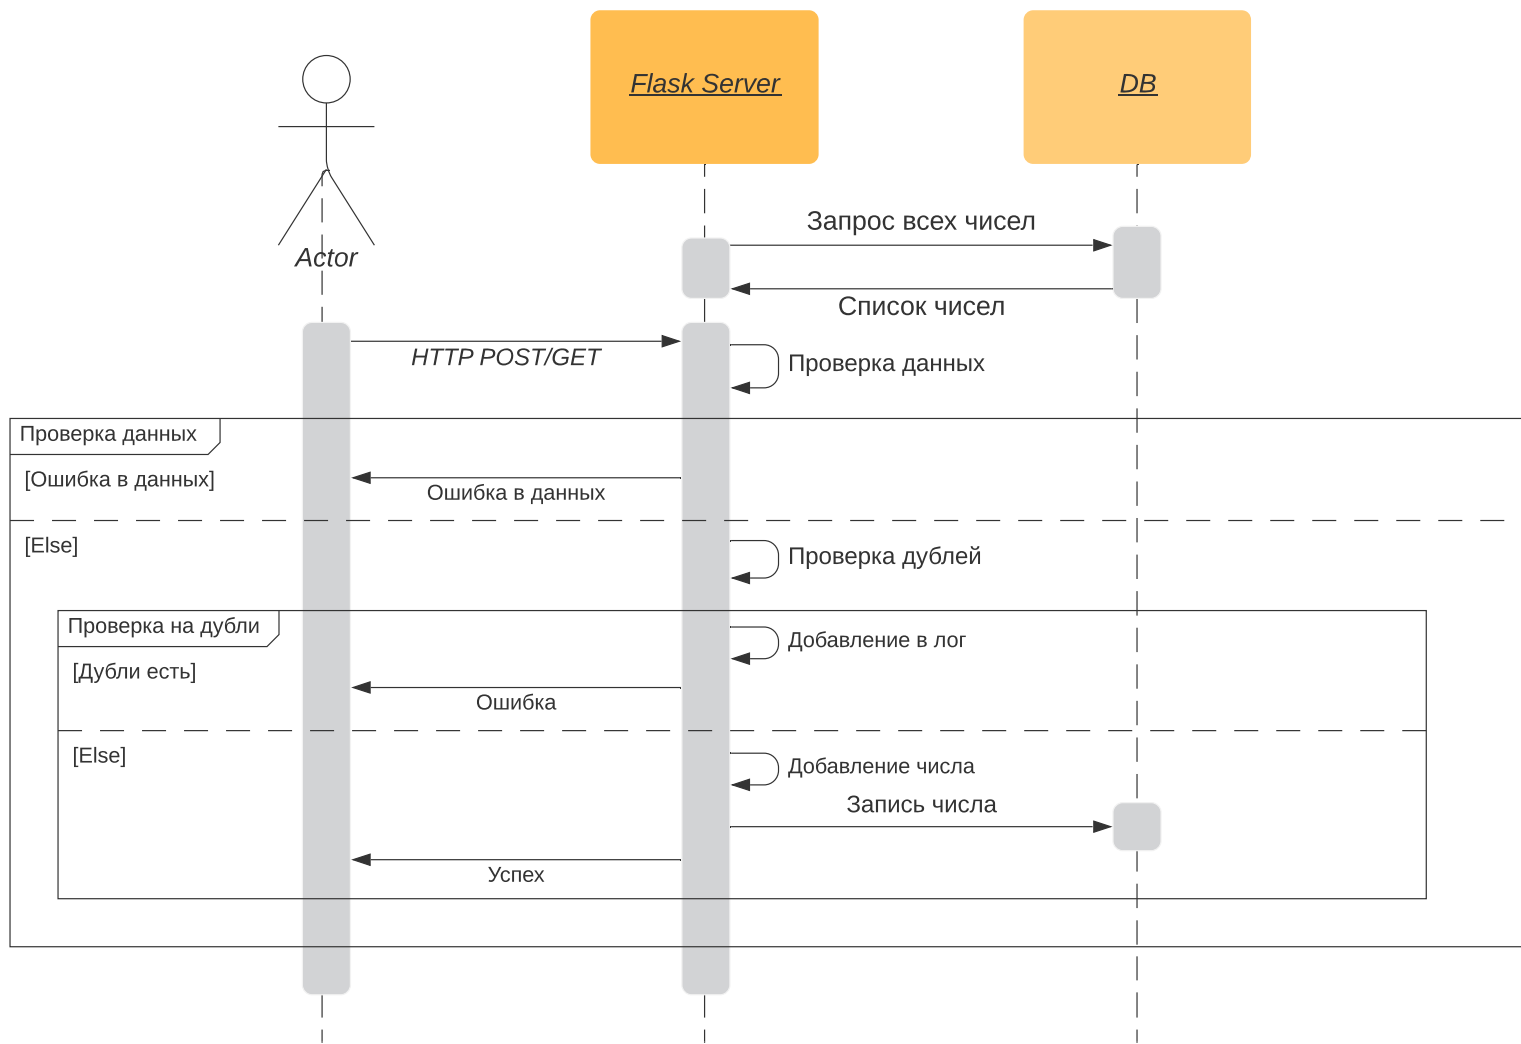 Flask Server
DB
Actor
Запрос всех чисел
Список чисел
HTTP POST/GET
Проверка данных
Проверка данных
[Ошибка в данных]
Ошибка в данных
[Else]
Проверка дублей
Проверка на дубли
Добавление в лог
[Дубли есть]
Ошибка
[Else]
Добавление числа
Запись числа
Успех